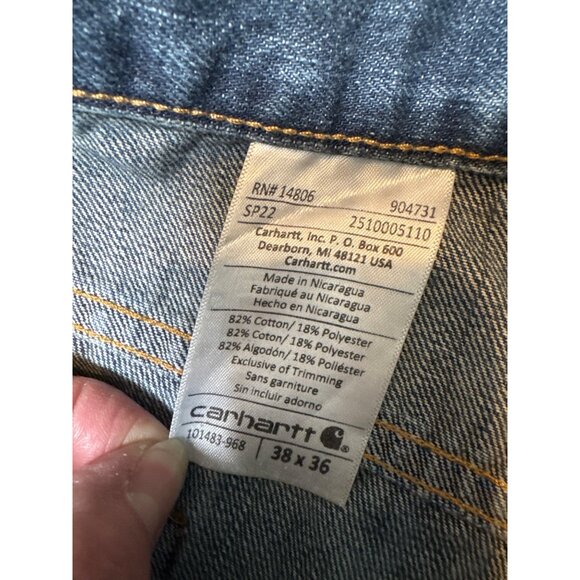 RN# 14806 904731
SP22 2510005110
Carhartt, Inc. P. O. Box 600
Dearborn, MI 48121 USA
Carhartt.com
Made in Nicaragua
Fabriqué au Nicaragua
Hecho en Nicaragua
82% Cotton/ 18% Polyester
82% Coton/ 18% Polyester
82% Algodón/ 18% Poliéster
Exclusive of Trimming
Sans garniture
Sin incluir adorno
carhartt ®
101483-968 38 x 36